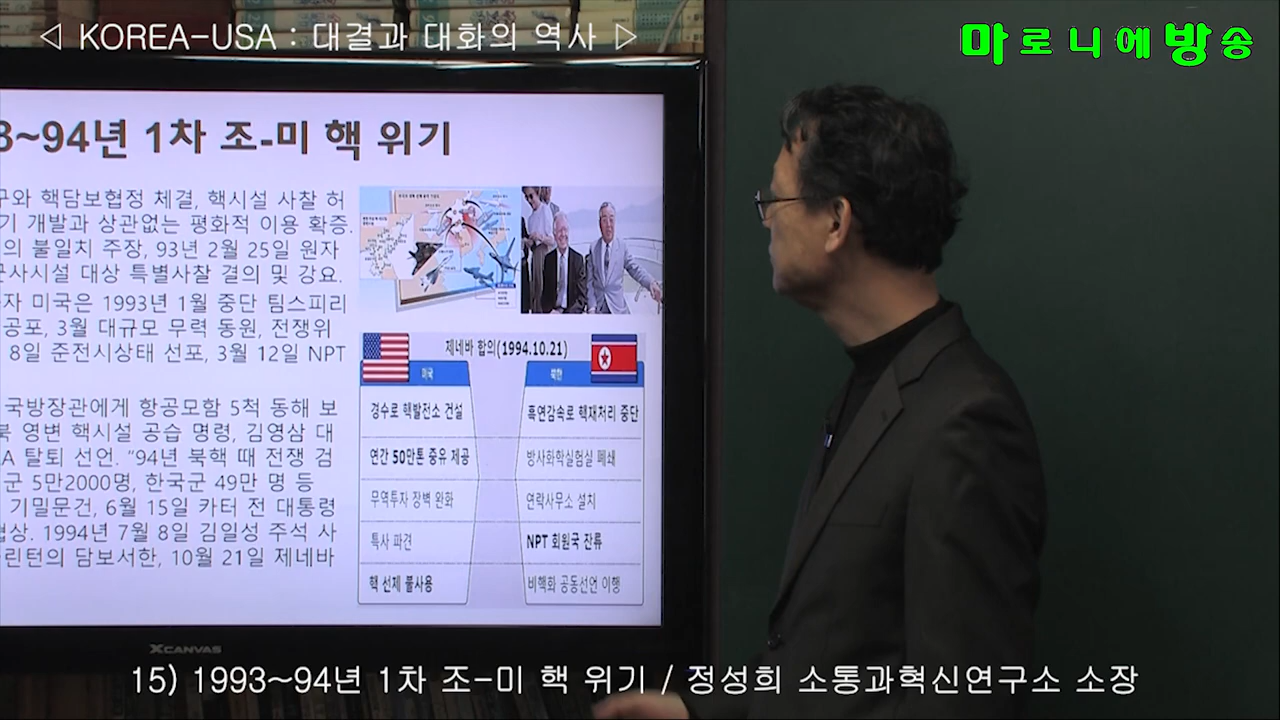 ◁ KOREA-USA : 대결과 대화의 역사 ▷
마로니에방송
3~94년 1차 조-미 핵 위기
구와 핵담보협정 체결, 핵시설 사찰 허
기 개발과 상관없는 평화적 이용 확증.
의 불일치 주장, 93년 2월 25일 원자
군사시설 대상 특별사찰 결의 및 강요.
자 미국은 1993년 1월 중단 팀스피리
공포, 3월 대규모 무력 동원, 전쟁위
8일 준전시상태 선포, 3월 12일 NPT
국방장관에게 항공모함 5척 동해 보
북 영변 핵시설 공습 명령, 김영삼 대
A 탈퇴 선언. "94년 북핵 때 전쟁 검
군 5만2000명, 한국군 49만 명 등
기밀문건, 6월 15일 카터 전 대통령
협상. 1994년 7월 8일 김일성 주석 사
린턴의 담보서한, 10월 21일 제네바
제네바 합의(1994.10.21)
미국 북한
경수로 핵발전소 건설 흑연감속로 핵재처리 중단
연간 50만톤 중유 제공 방사화학실험실 폐쇄
무역투자 장벽 완화 연락사무소 설치
특사 파견 NPT 회원국 잔류
핵 선제 불사용 비핵화 공동선언 이행
XCANVAS
15) 1993~94년 1차 조-미 핵 위기 / 정성희 소통과혁신연구소 소장